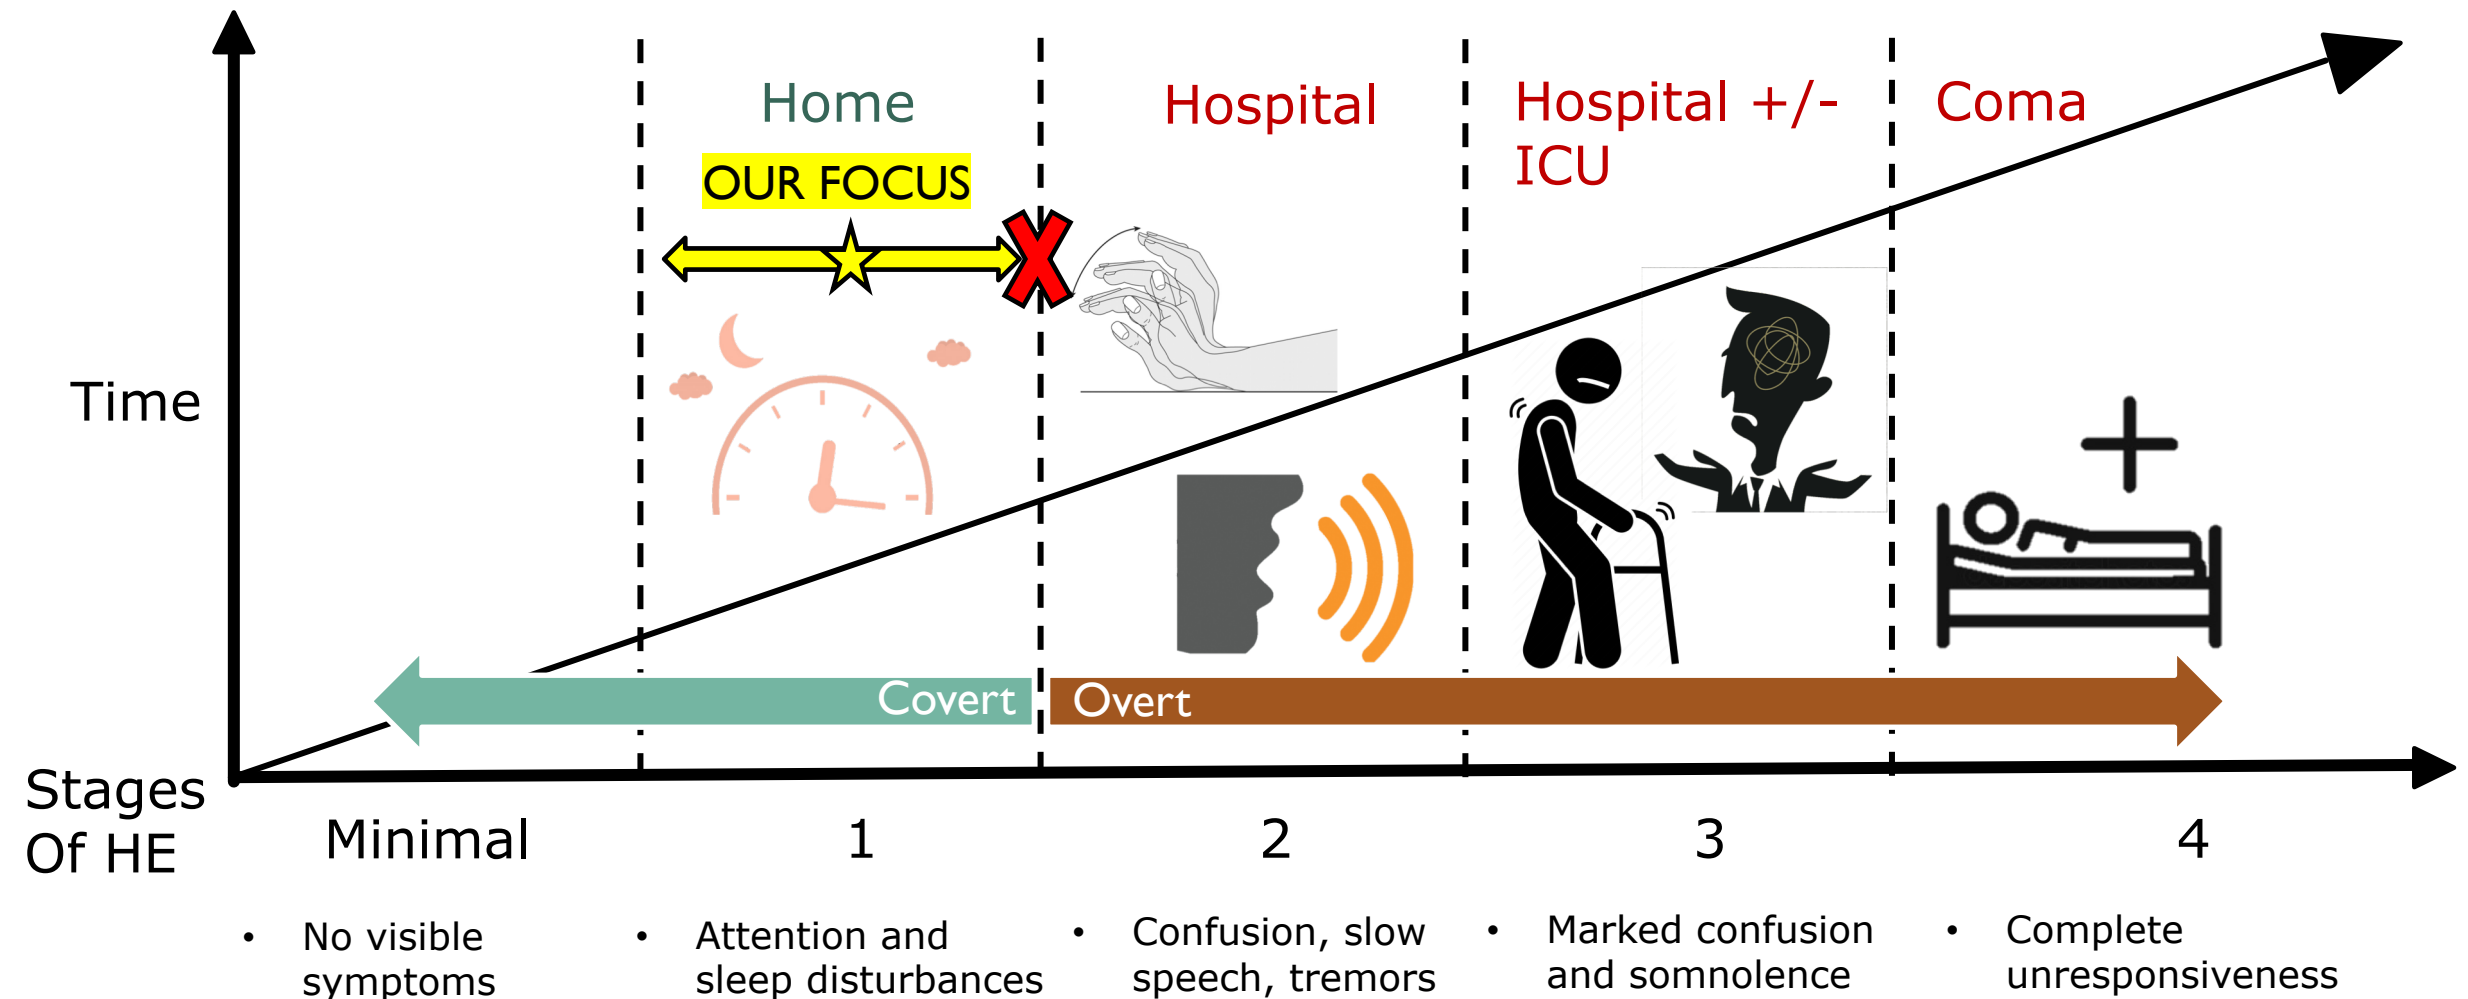 Home
Hospital
Hospital +/-
ICU
Coma
OUR FOCUS
Time
Covert
Overt
Stages
Of HE
Minimal
1
2
3
4
• No visible
symptoms
• Attention and
sleep disturbances
• Confusion, slow
speech, tremors
• Marked confusion
and somnolence
• Complete
unresponsiveness